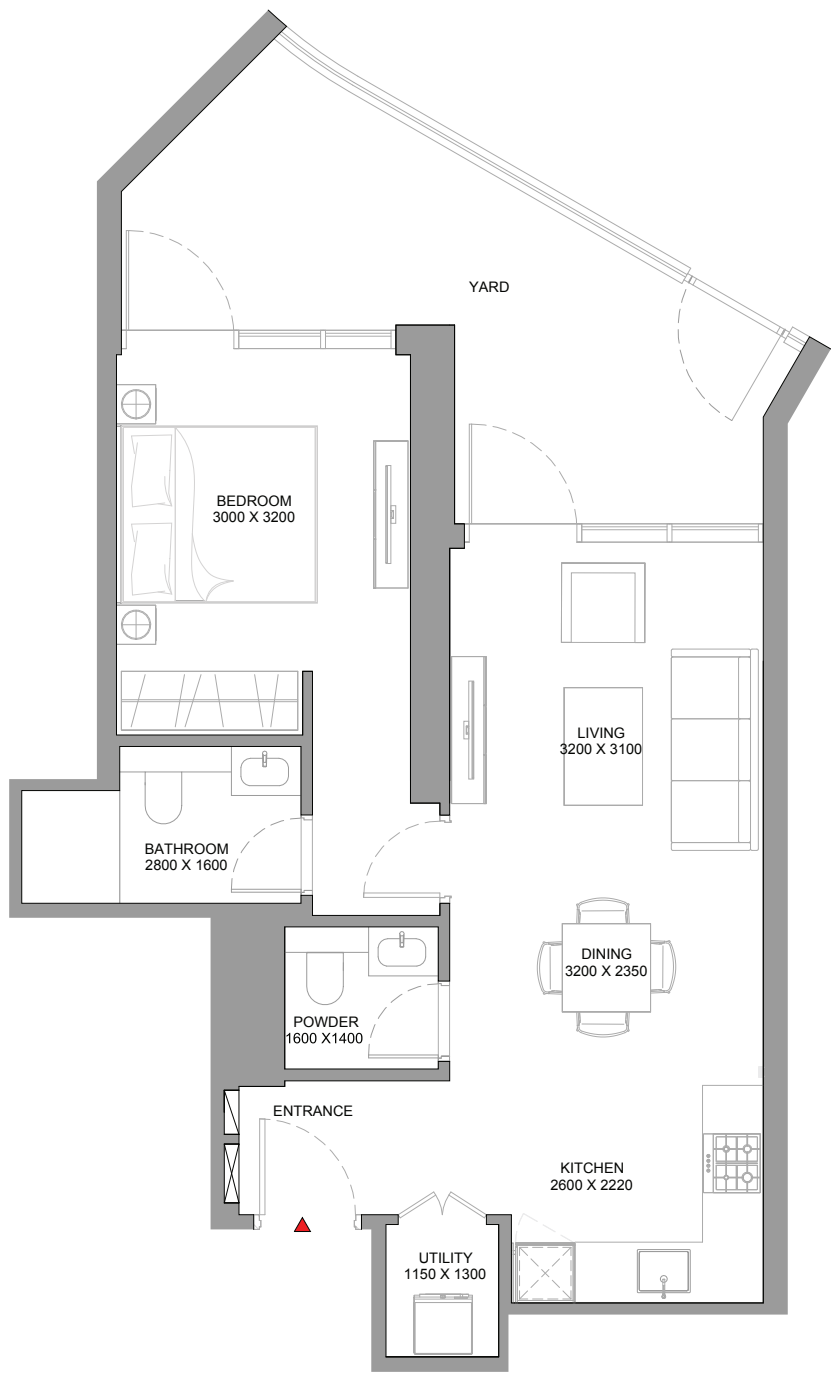 YARD
BEDROOM
3000 X 3200
LIVING
3200 X 3100
BATHROOM
2800 X 1600
DINING
3200 X 2350
POWDER
1600 X1400
ENTRANCE
KITCHEN
2600 X 2220
UTILITY
1150 X 1300